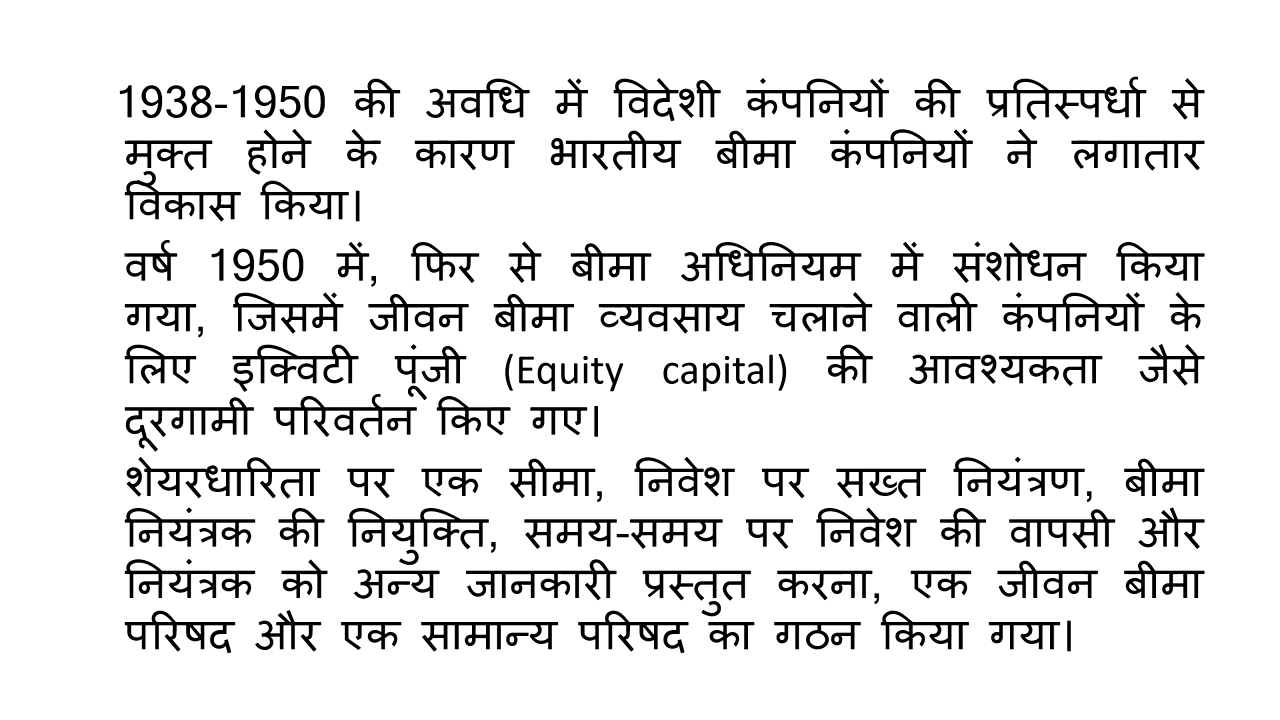 1938-1950 की अवधि में विदेशी कंपनियों की प्रतिस्पर्धा से
मुक्त होने के कारण भारतीय बीमा कंपनियों ने लगातार
विकास किया।
वर्ष 1950 में, फिर से बीमा अधिनियम में संशोधन किया
गया, जिसमें जीवन बीमा व्यवसाय चलाने वाली कंपनियों के
लिए इक्विटी पूंजी (Equity capital) की आवश्यकता जैसे
दूरगामी परिवर्तन किए गए।
शेयरधारिता पर एक सीमा, निवेश पर सख्त नियंत्रण, बीमा
नियंत्रक की नियुक्ति, समय-समय पर निवेश की वापसी और
नियंत्रक को अन्य जानकारी प्रस्तुत करना, एक जीवन बीमा
परिषद और एक सामान्य परिषद का गठन किया गया।